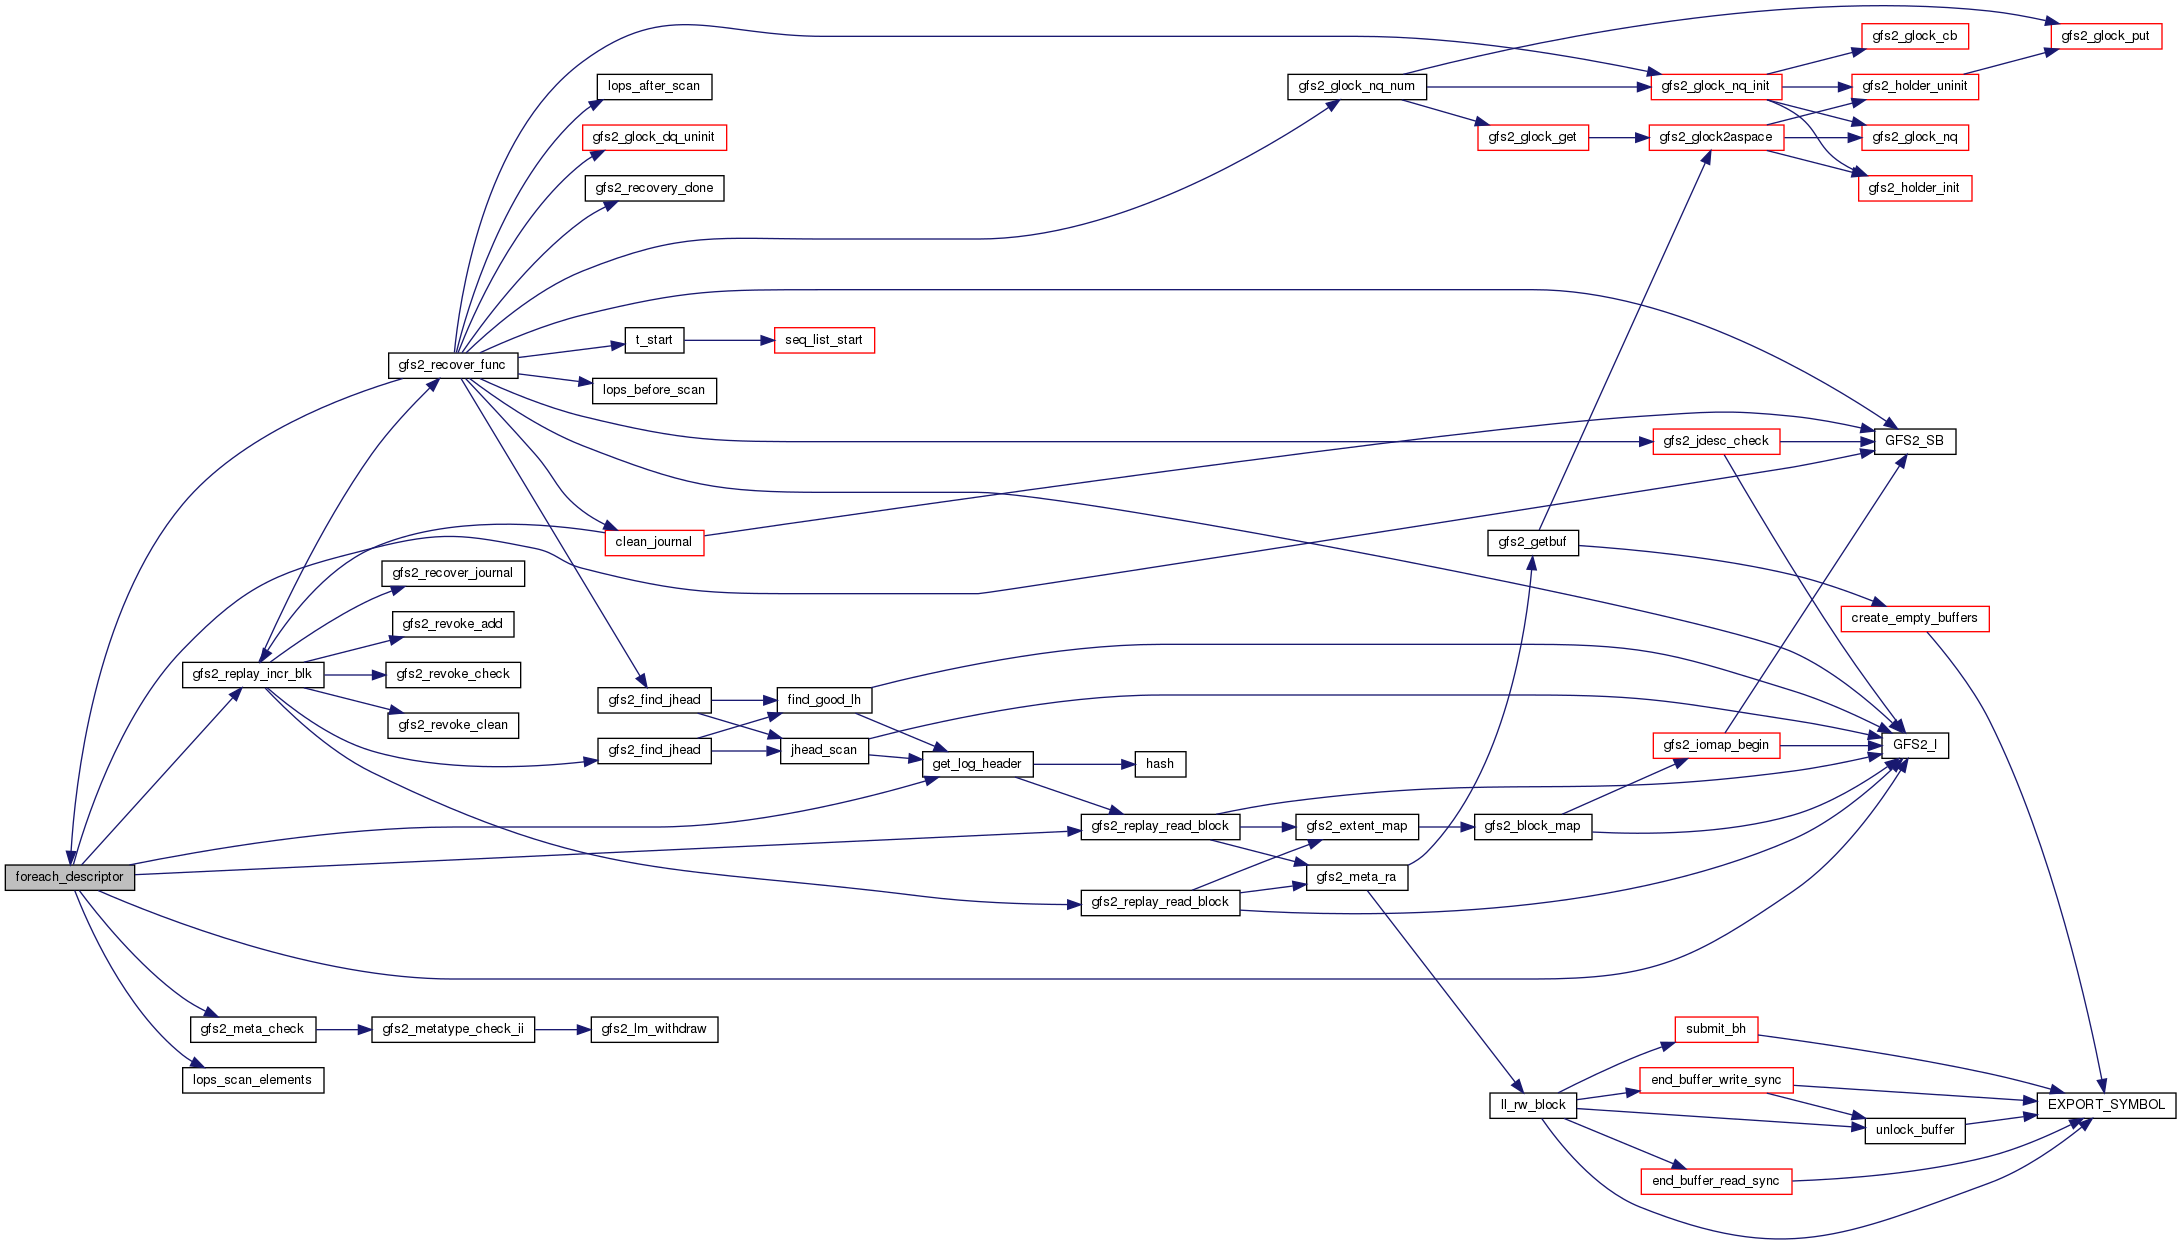 gfs2_glock_cb
gfs2_glock_put
lops_after_scan
gfs2_glock_nq_num
gfs2_glock_nq_init
gfs2_holder_uninit
gfs2_glock_dq_uninit
gfs2_glock_get
gfs2_glock2aspace
gfs2_glock_nq
gfs2_recovery_done
gfs2_holder_init
t_start
seq_list_start
gfs2_recover_func
lops_before_scan
gfs2_jdesc_check
GFS2_SB
clean_journal
gfs2_getbuf
gfs2_recover_journal
gfs2_revoke_add
create_empty_buffers
gfs2_replay_incr_blk
gfs2_revoke_check
gfs2_find_jhead
find_good_lh
gfs2_revoke_clean
gfs2_find_jhead
jhead_scan
get_log_header
hash
gfs2_iomap_begin
GFS2_I
gfs2_replay_read_block
gfs2_extent_map
gfs2_block_map
foreach_descriptor
gfs2_meta_ra
gfs2_replay_read_block
gfs2_meta_check
gfs2_metatype_check_ii
gfs2_lm_withdraw
submit_bh
lops_scan_elements
end_buffer_write_sync
ll_rw_block
EXPORT_SYMBOL
unlock_buffer
end_buffer_read_sync